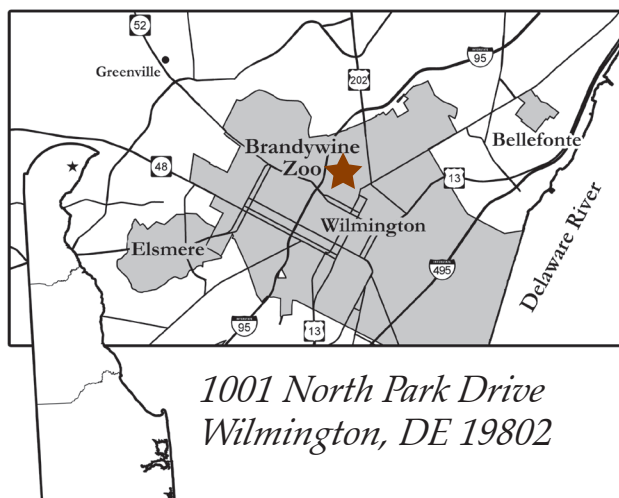 52
Greenville
202
95
Brandywine
Zoo
Bellefonte
48
13
Elsmere
Wilmington
Delaware River
495
95
13
1001 North Park Drive
Wilmington, DE 19802